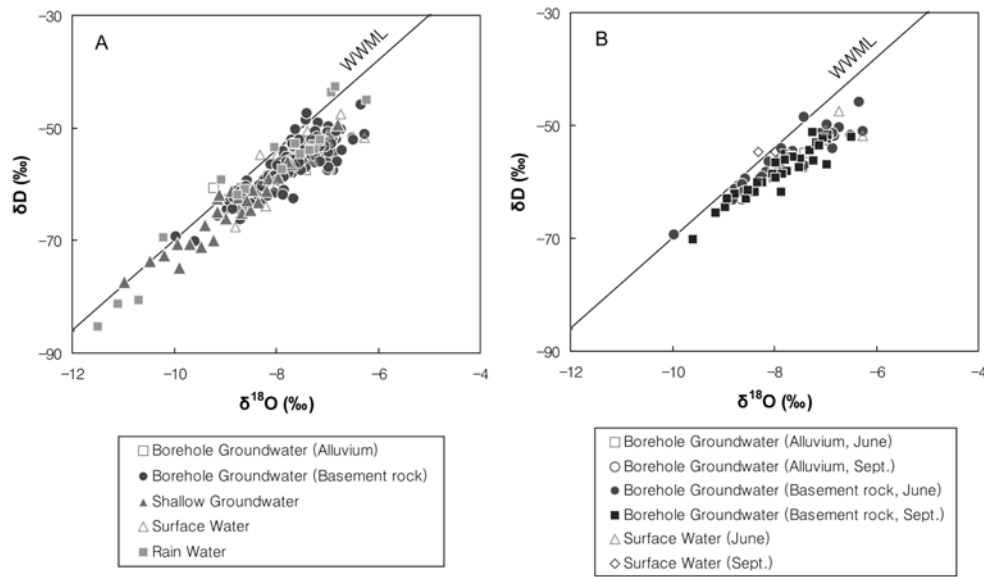 A
WWML
−30
−50
−70
−90
δD (‰)
−12
−10
−8
−6
−4
δ¹⁸O (‰)
Borehole Groundwater (Alluvium)
Borehole Groundwater (Basement rock)
Shallow Groundwater
Surface Water
Rain Water
B
WWML
−30
−50
−70
−90
δD (‰)
−12
−10
−8
−6
−4
δ¹⁸O (‰)
Borehole Groundwater (Alluvium, June)
Borehole Groundwater (Alluvium, Sept.)
Borehole Groundwater (Basement rock, June)
Borehole Groundwater (Basement rock, Sept.)
Surface Water (June)
Surface Water (Sept.)